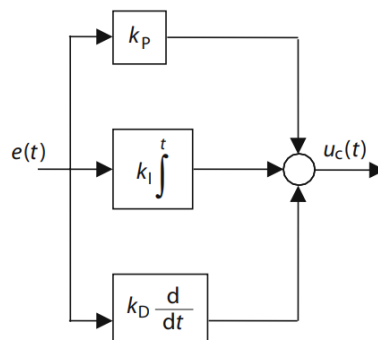 k_P
e(t)
k_I ∫^t
u_c(t)
k_D d/dt